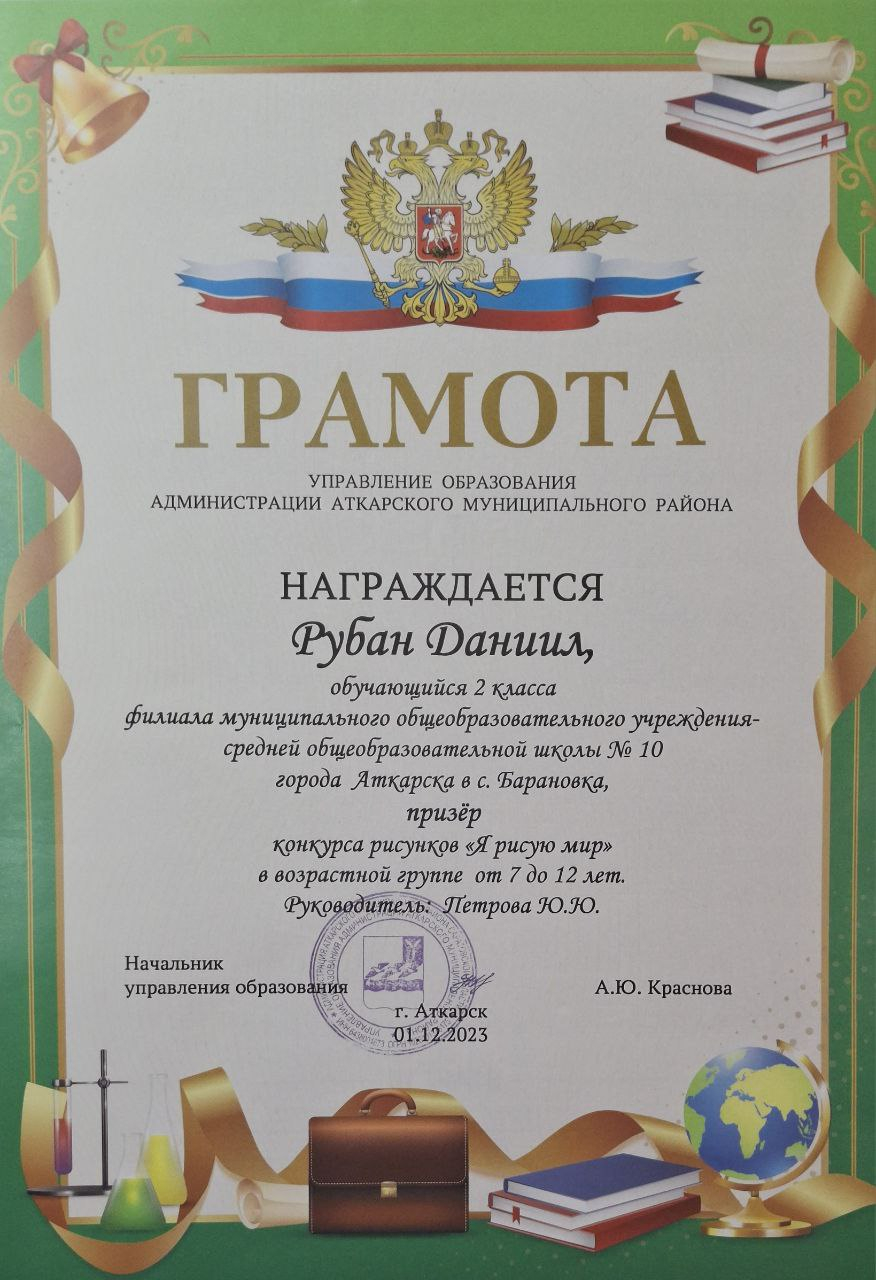 ГРАМОТА
УПРАВЛЕНИЕ ОБРАЗОВАНИЯ
АДМИНИСТРАЦИИ АТКАРСКОГО МУНИЦИПАЛЬНОГО РАЙОНА
НАГРАЖДАЕТСЯ
Рубан Даниил,
обучающийся 2 класса
филиала муниципального общеобразовательного учреждения-
средней общеобразовательной школы № 10
города Аткарска в с. Барановка,
призёр
конкурса рисунков «Я рисую мир»
в возрастной группе от 7 до 12 лет.
Руководитель: Петрова Ю.Ю.
Начальник
управления образования
А.Ю. Краснова
г. Аткарск
01.12.2023